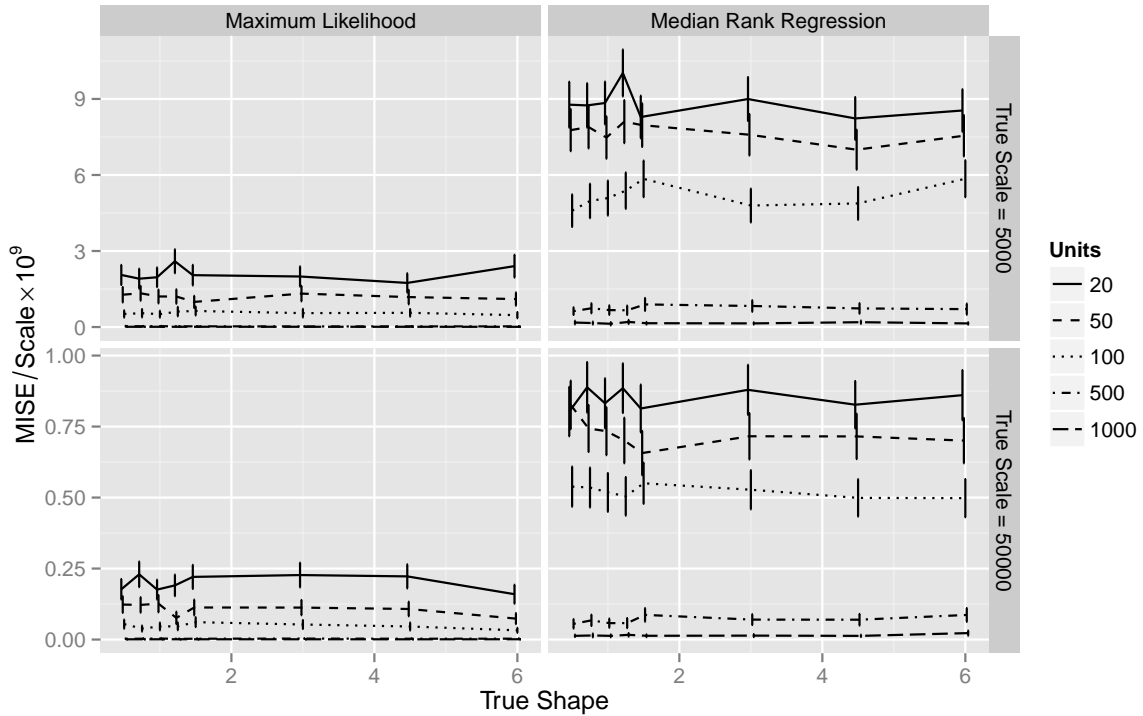 Maximum Likelihood
Median Rank Regression
MISE/Scale × 10⁹
9
6
3
0
True Scale = 5000
1.00
0.75
0.50
0.25
0.00
True Scale = 50000
2
4
6
2
4
6
True Shape
Units
20
50
100
500
1000